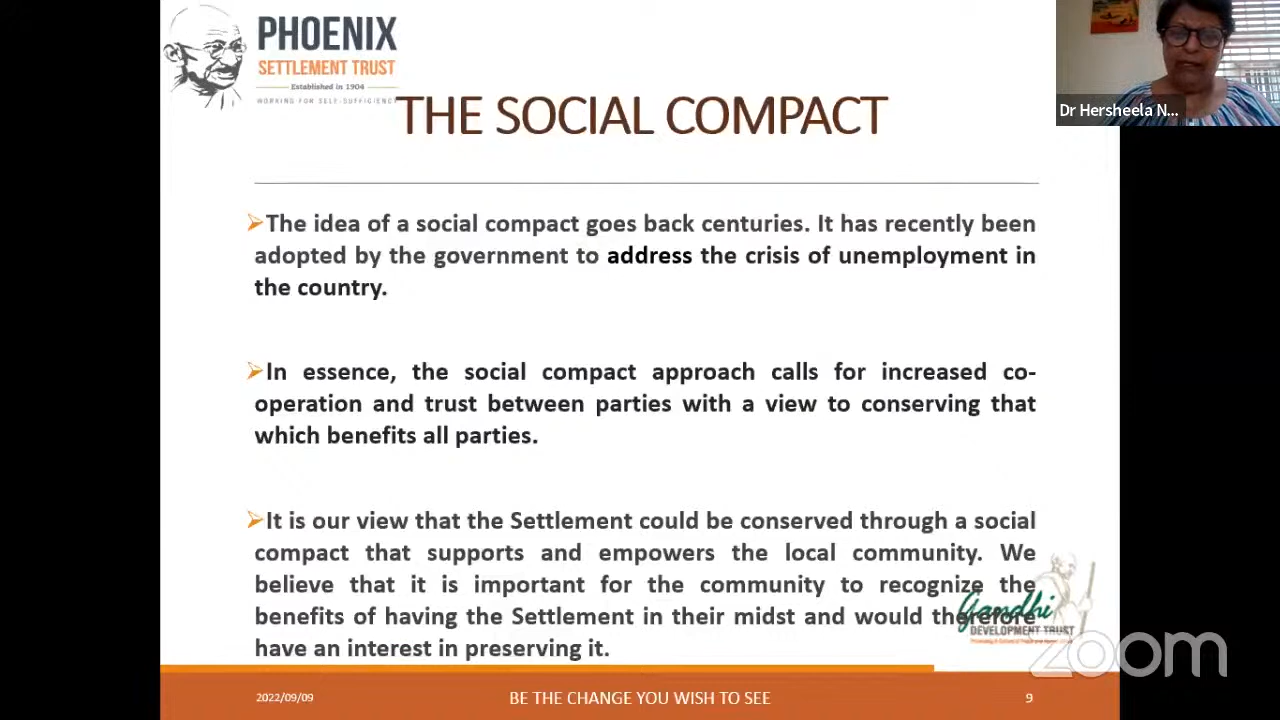 PHOENIX
SETTLEMENT TRUST
Established in 1904
WORKING FOR SELF-SUFFICIENCY
THE SOCIAL COMPACT
Dr Hersheela N...
➢The idea of a social compact goes back centuries. It has recently been
adopted by the government to address the crisis of unemployment in
the country.
➢In essence, the social compact approach calls for increased co-
operation and trust between parties with a view to conserving that
which benefits all parties.
➢It is our view that the Settlement could be conserved through a social
compact that supports and empowers the local community. We
believe that it is important for the community to recognize the
benefits of having the Settlement in their midst and would therefore
have an interest in preserving it.
Gandhi
DEVELOPMENT TRUST
zoom
2022/09/09
BE THE CHANGE YOU WISH TO SEE
9